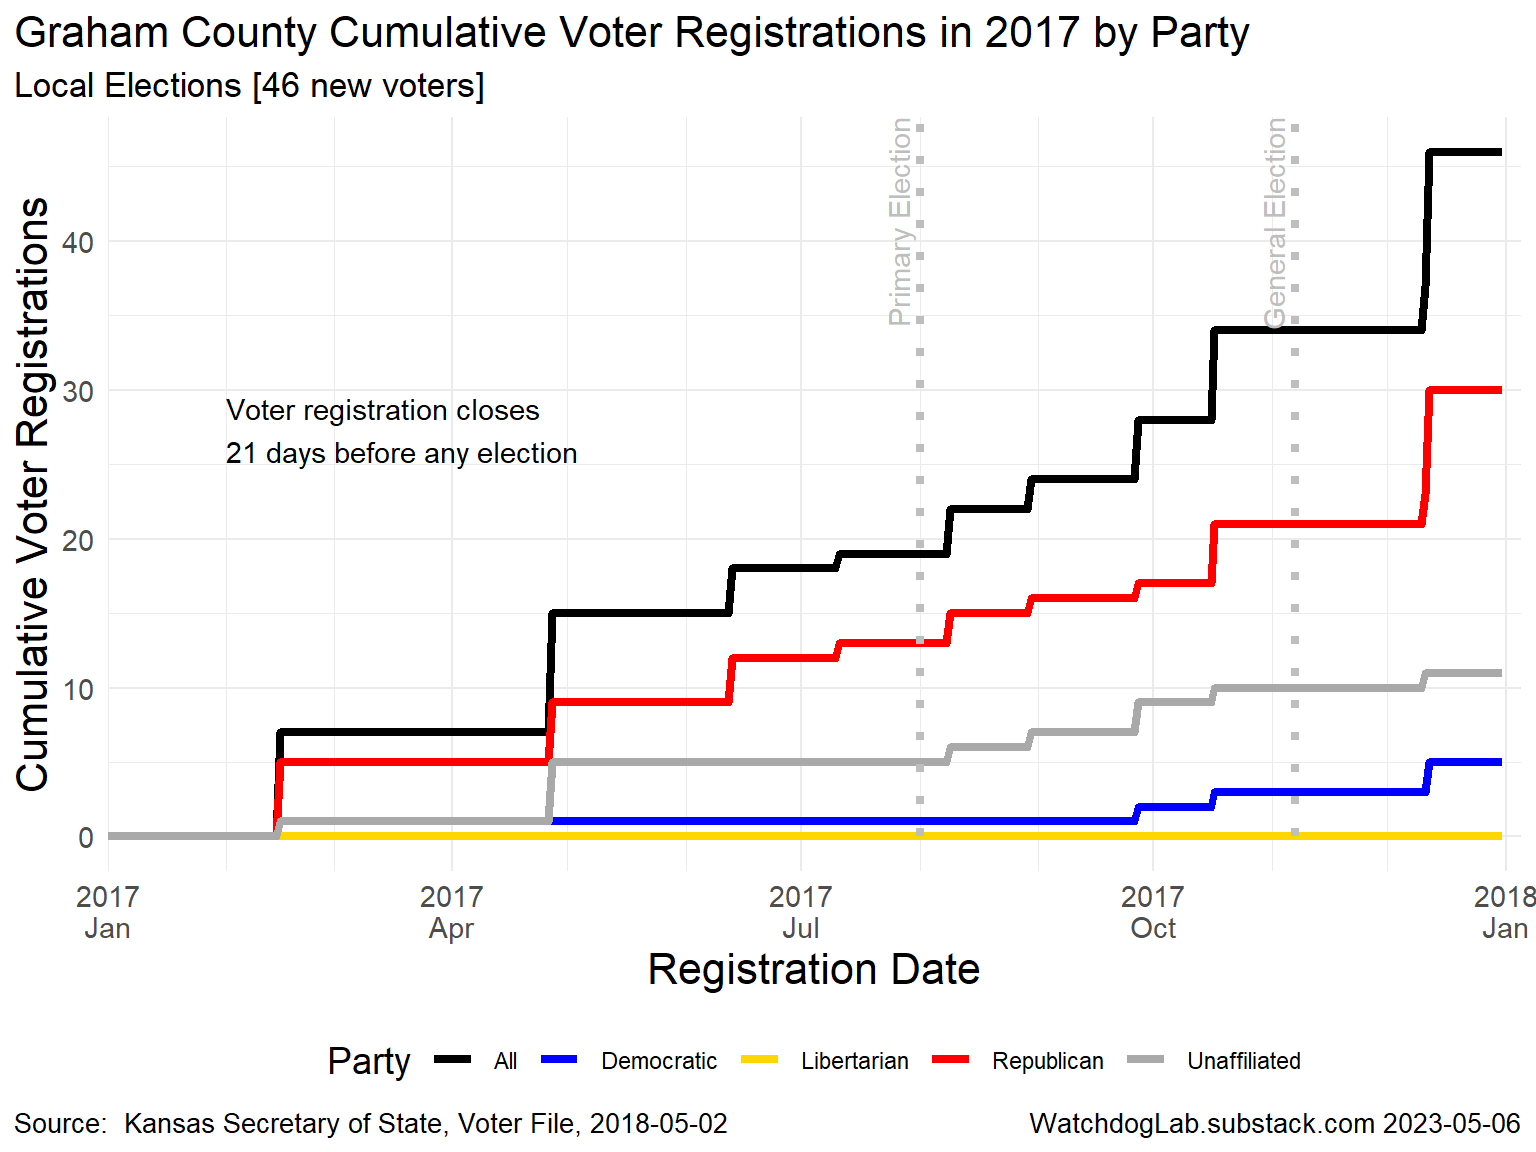 Graham County Cumulative Voter Registrations in 2017 by Party
Local Elections [46 new voters]
Cumulative Voter Registrations
40
30
20
10
0
Primary Election
General Election
Voter registration closes
21 days before any election
2017
Jan
2017
Apr
2017
Jul
2017
Oct
2018
Jan
Registration Date
Party All Democratic Libertarian Republican Unaffiliated
Source:  Kansas Secretary of State, Voter File, 2018-05-02
WatchdogLab.substack.com 2023-05-06